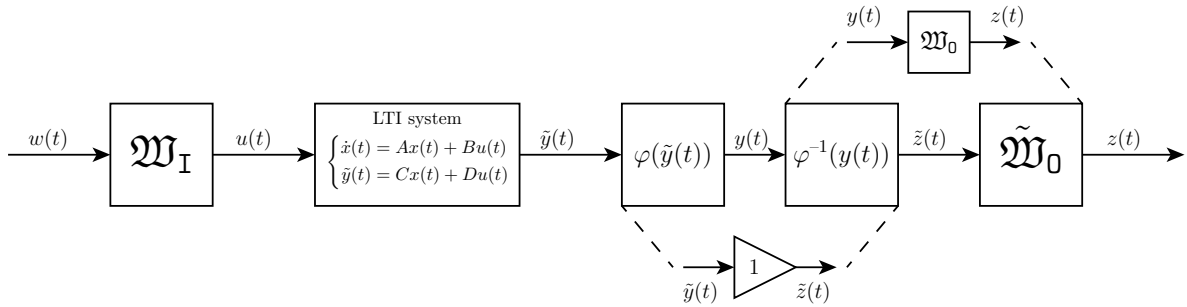 y(t) 𝔚₀ z(t)
w(t) 𝔚_I u(t)
LTI system
{ẋ(t) = Ax(t) + Bu(t)
ỹ(t) = Cx(t) + Du(t)
ỹ(t) φ(ỹ(t)) y(t) φ⁻¹(y(t)) z̃(t) 𝔚̃₀ z(t)
ỹ(t) 1 z̃(t)